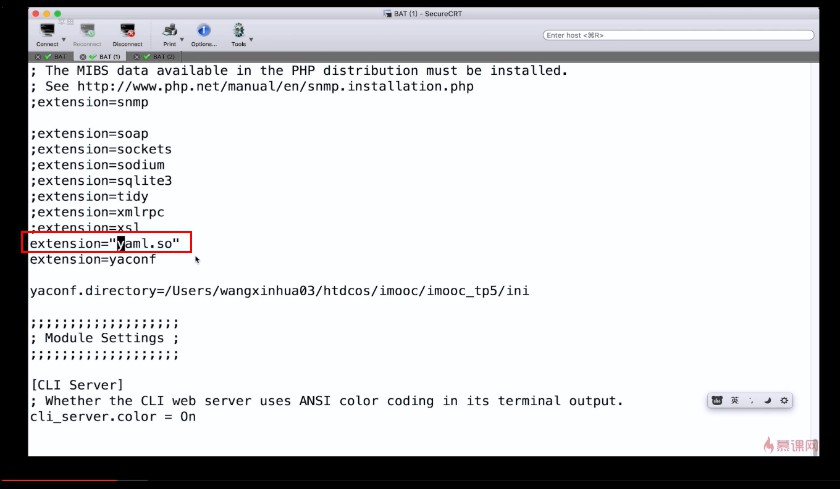 BAT (1) - SecureCRT
Connect Reconnect Disconnect Print Options... Tools
Enter host <⌘R>
BAT BAT (1) BAT (2)
; The MIBS data available in the PHP distribution must be installed.
; See http://www.php.net/manual/en/snmp.installation.php
;extension=snmp
;extension=soap
;extension=sockets
;extension=sodium
;extension=sqlite3
;extension=tidy
;extension=xmlrpc
;extension=xsl
extension="yaml.so"
extension=yaconf
yaconf.directory=/Users/wangxinhua03/htdcos/imooc/imooc_tp5/ini
;;;;;;;;;;;;;;;;;;;
; Module Settings ;
;;;;;;;;;;;;;;;;;;;
[CLI Server]
; Whether the CLI web server uses ANSI color coding in its terminal output.
cli_server.color = On
英
慕课网